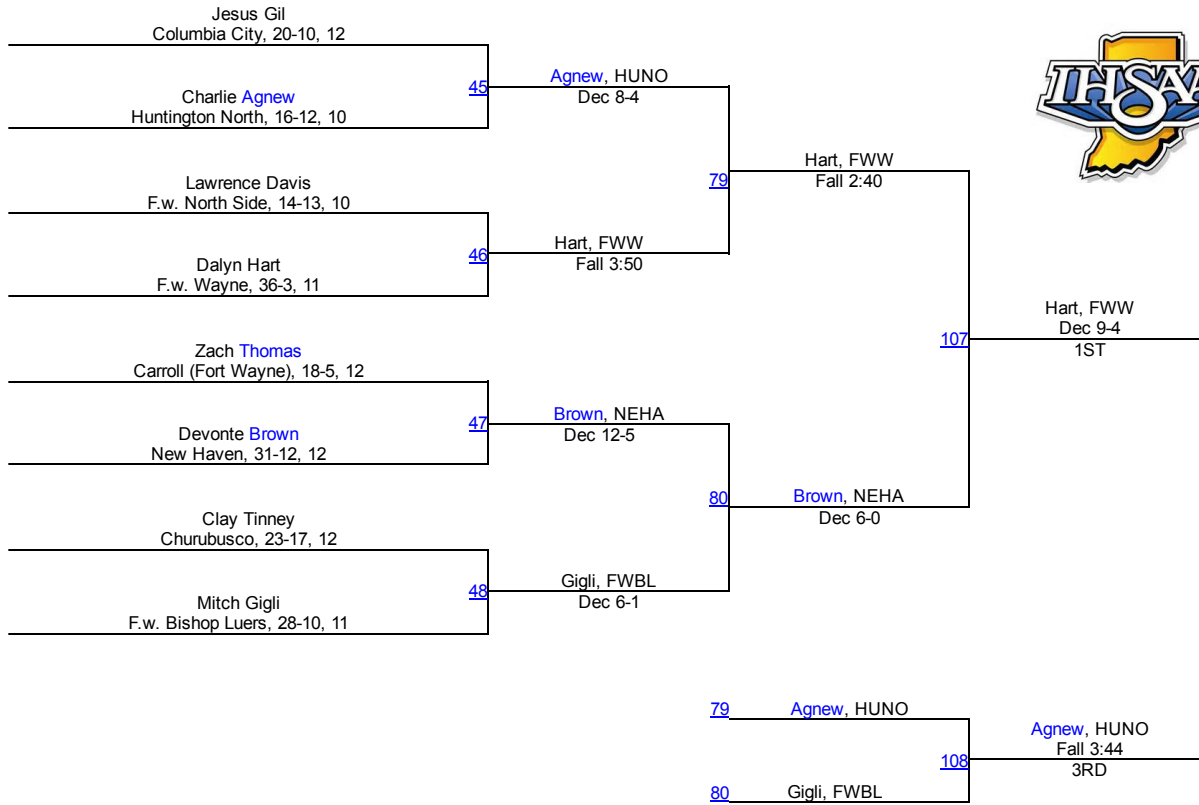 Jesus Gil
Columbia City, 20-10, 12
45
Agnew, HUNO
Dec 8-4
Charlie Agnew
Huntington North, 16-12, 10
79
Hart, FWW
Fall 2:40
Lawrence Davis
F.w. North Side, 14-13, 10
46
Hart, FWW
Fall 3:50
Dalyn Hart
F.w. Wayne, 36-3, 11
107
Hart, FWW
Dec 9-4
1ST
Zach Thomas
Carroll (Fort Wayne), 18-5, 12
47
Brown, NEHA
Dec 12-5
Devonte Brown
New Haven, 31-12, 12
80
Brown, NEHA
Dec 6-0
Clay Tinney
Churubusco, 23-17, 12
48
Gigli, FWBL
Dec 6-1
Mitch Gigli
F.w. Bishop Luers, 28-10, 11
79
Agnew, HUNO
108
Agnew, HUNO
Fall 3:44
3RD
80
Gigli, FWBL
IHSAA